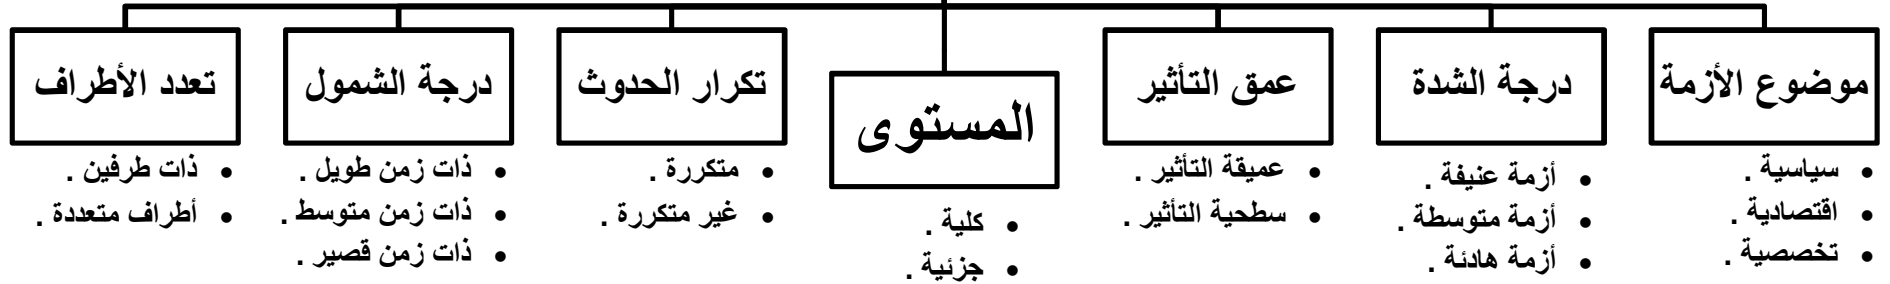 موضوع الأزمة
• سياسية .
• اقتصادية .
• تخصصية .
درجة الشدة
• أزمة عنيفة .
• أزمة متوسطة .
• أزمة هادئة .
عمق التأثير
• عميقة التأثير .
• سطحية التأثير .
المستوى
• كلية .
• جزئية .
تكرار الحدوث
• متكررة .
• غير متكررة .
درجة الشمول
• ذات زمن طويل .
• ذات زمن متوسط .
• ذات زمن قصير .
تعدد الأطراف
• ذات طرفين .
• أطراف متعددة .